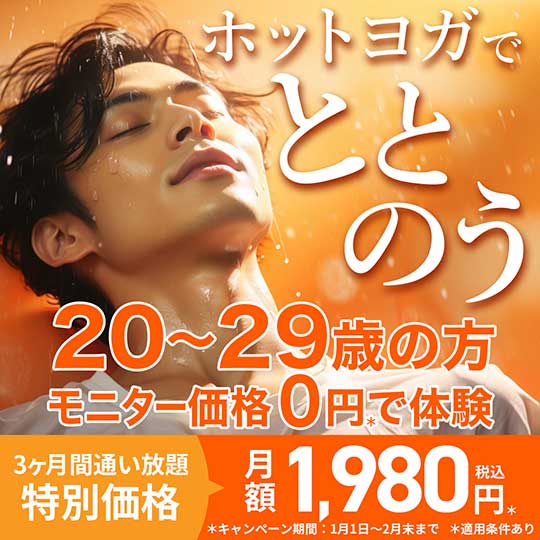 ホットヨガで
ととのう
20〜29歳の方
モニター価格0円*で体験
3ヶ月間通い放題
特別価格
月額1,980円*税込
*キャンペーン期間：1月1日〜2月末まで *適用条件あり